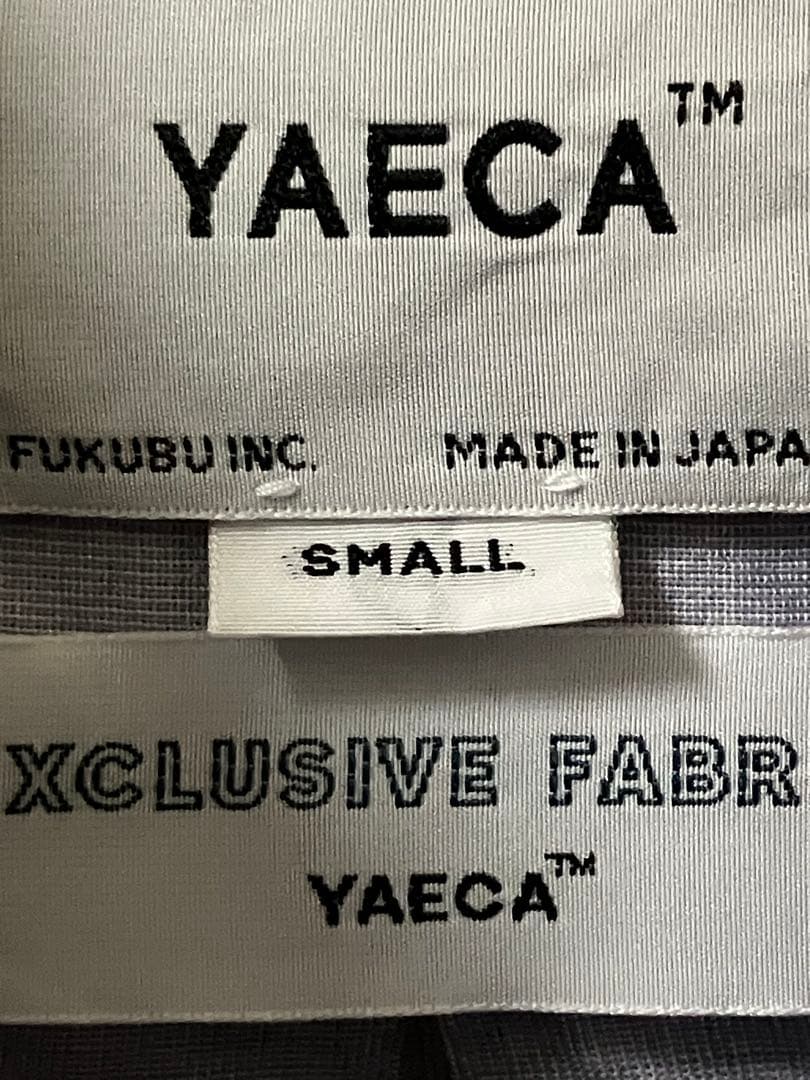 YAECA™
FUKUBU INC. MADE IN JAPA
SMALL
XCLUSIVE FABR
YAECA™